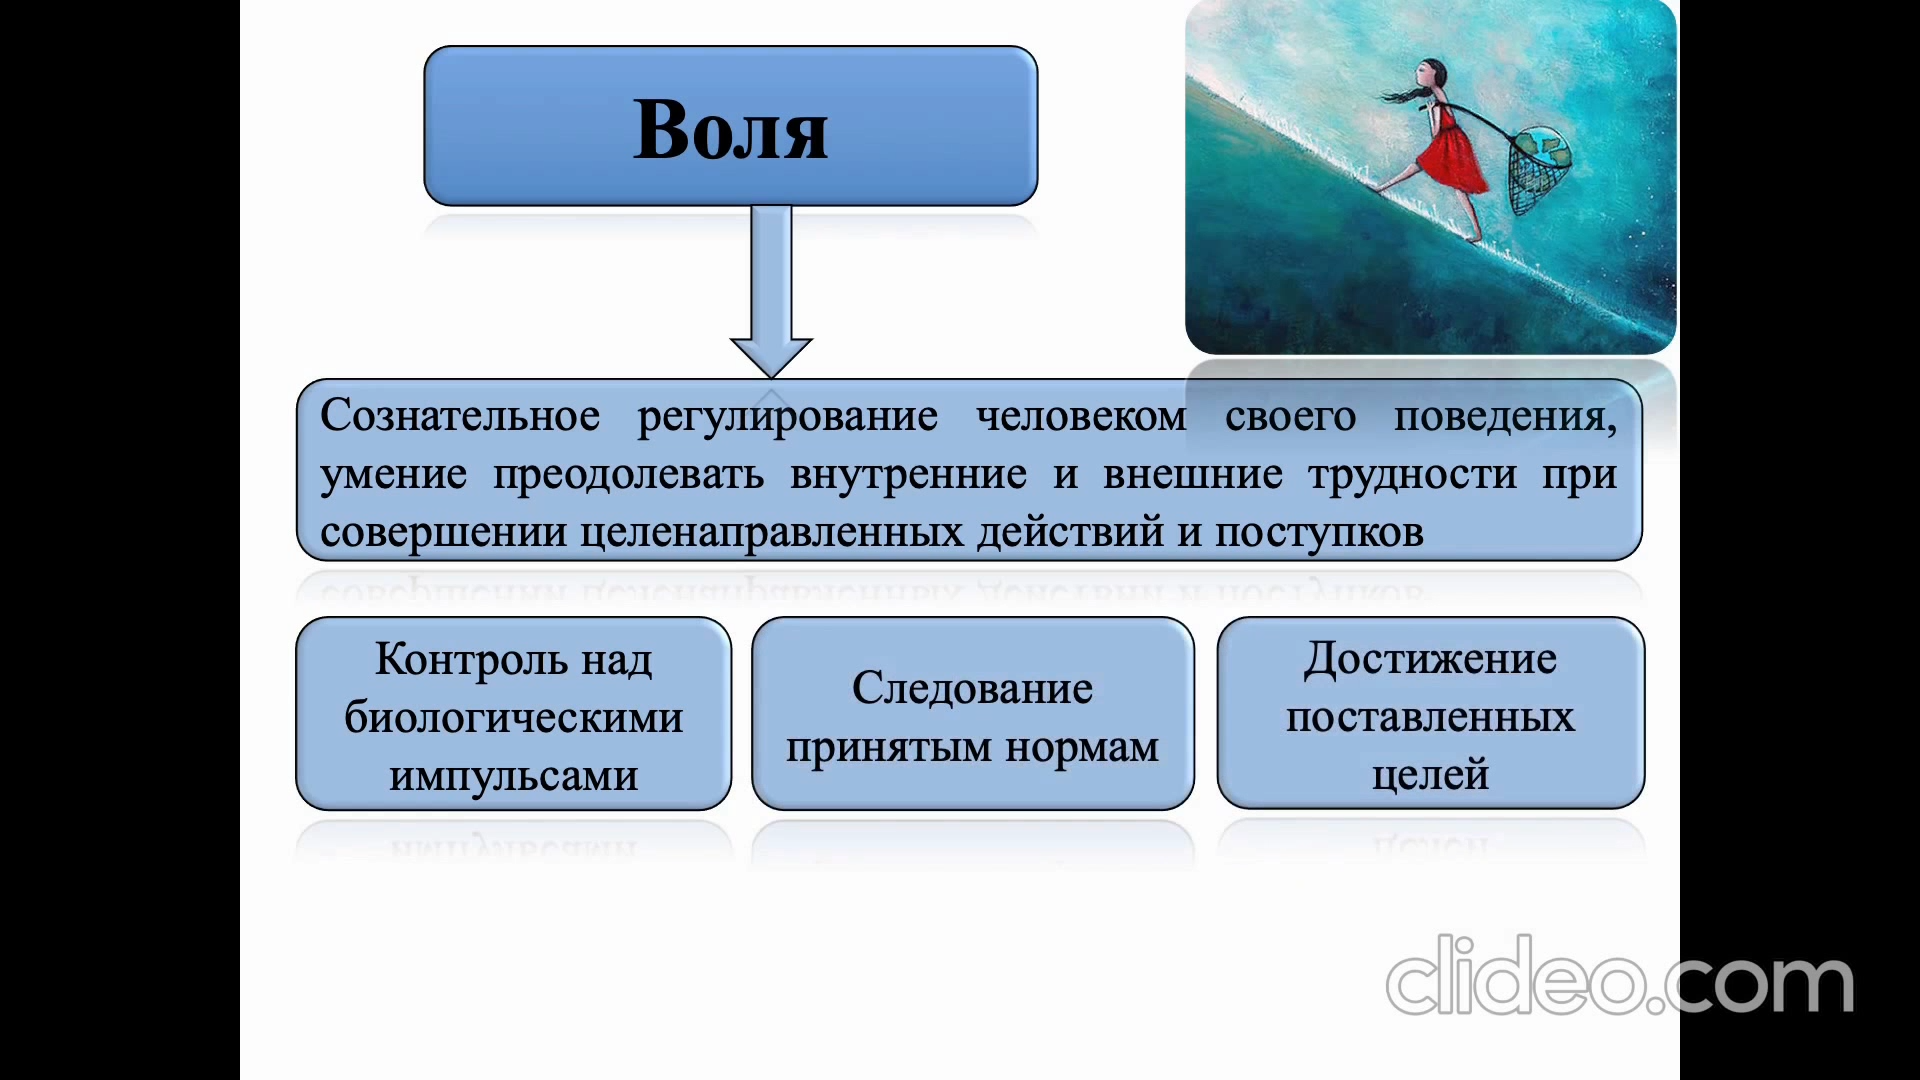 Воля
Сознательное регулирование человеком своего поведения,
умение преодолевать внутренние и внешние трудности при
совершении целенаправленных действий и поступков
Контроль над
биологическими
импульсами
Следование
принятым нормам
Достижение
поставленных
целей
clideo.com